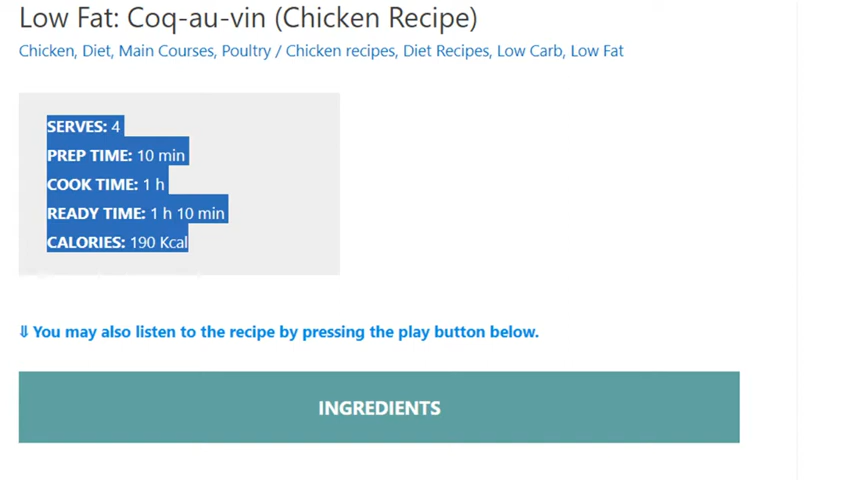 Low Fat: Coq-au-vin (Chicken Recipe)
Chicken, Diet, Main Courses, Poultry / Chicken recipes, Diet Recipes, Low Carb, Low Fat
SERVES: 4
PREP TIME: 10 min
COOK TIME: 1 h
READY TIME: 1 h 10 min
CALORIES: 190 Kcal
⇓ You may also listen to the recipe by pressing the play button below.
INGREDIENTS